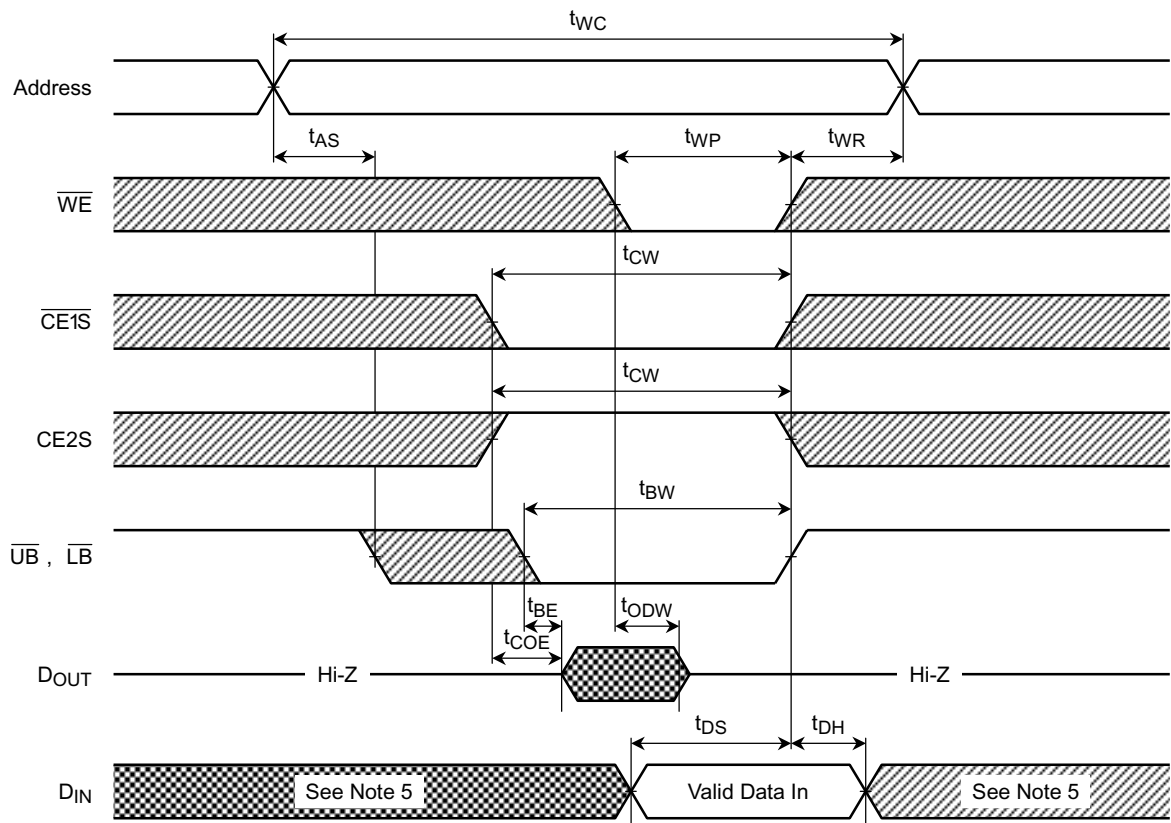 tWC
Address
tAS
tWP
tWR
WE
tCW
CE1S
tCW
CE2S
tBW
UB , LB
tBE
tODW
tCOE
DOUT
Hi-Z
Hi-Z
tDS
tDH
DIN
See Note 5
Valid Data In
See Note 5